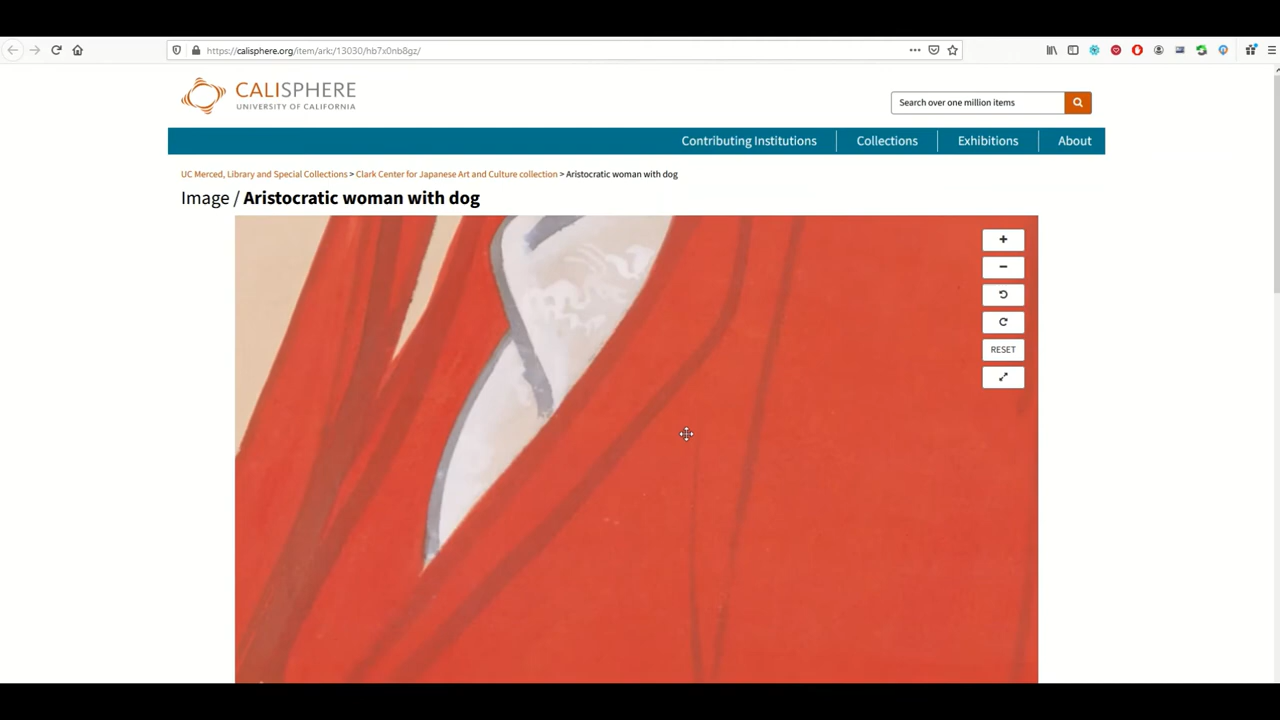 https://calisphere.org/item/ark:/13030/hb7x0nb8gz/
CALISPHERE
UNIVERSITY OF CALIFORNIA
Search over one million items
Contributing Institutions
Collections
Exhibitions
About
UC Merced, Library and Special Collections > Clark Center for Japanese Art and Culture collection > Aristocratic woman with dog
Image / Aristocratic woman with dog
RESET